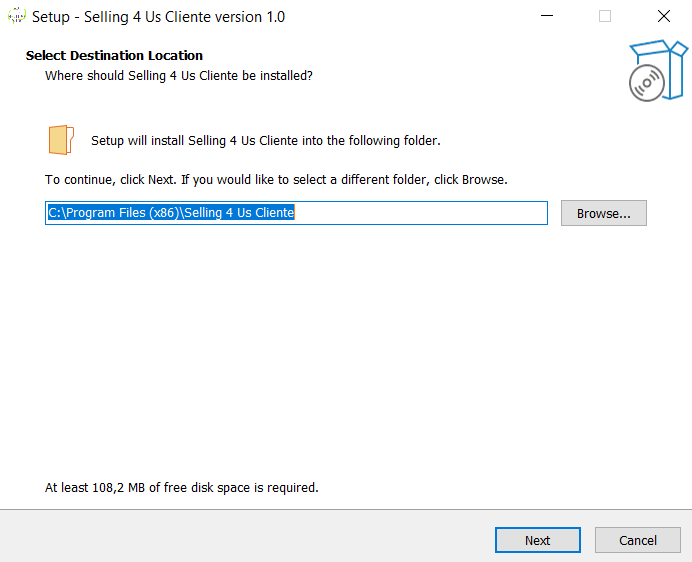 Setup - Selling 4 Us Cliente version 1.0
Select Destination Location
Where should Selling 4 Us Cliente be installed?
Setup will install Selling 4 Us Cliente into the following folder.
To continue, click Next. If you would like to select a different folder, click Browse.
C:\Program Files (x86)\Selling 4 Us Cliente
Browse...
At least 108,2 MB of free disk space is required.
Next
Cancel